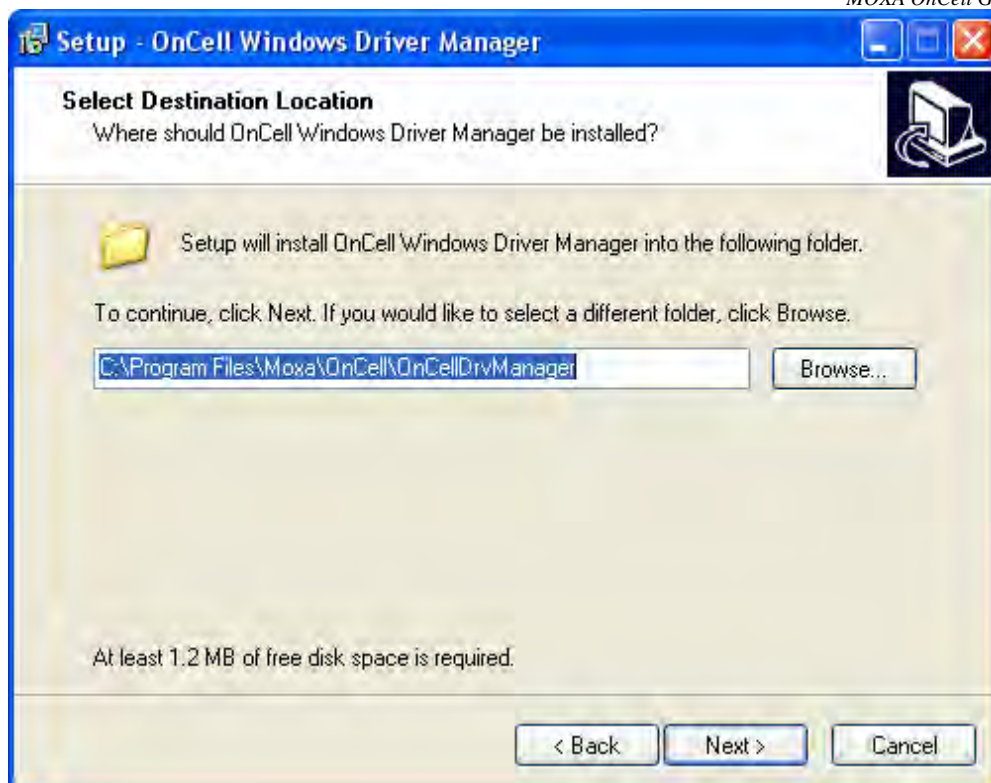 MOXA OnCell G
Setup - OnCell Windows Driver Manager
Select Destination Location
Where should OnCell Windows Driver Manager be installed?
Setup will install OnCell Windows Driver Manager into the following folder.
To continue, click Next. If you would like to select a different folder, click Browse.
C:\Program Files\Moxa\OnCell\OnCellDrvManager
Browse...
At least 1.2 MB of free disk space is required.
< Back
Next >
Cancel